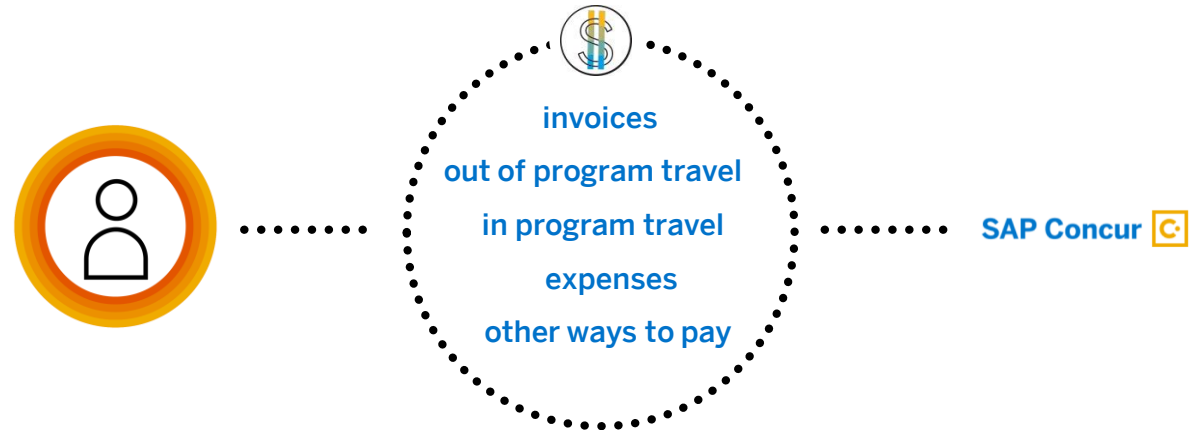 invoices
out of program travel
in program travel
expenses
other ways to pay
SAP Concur C.